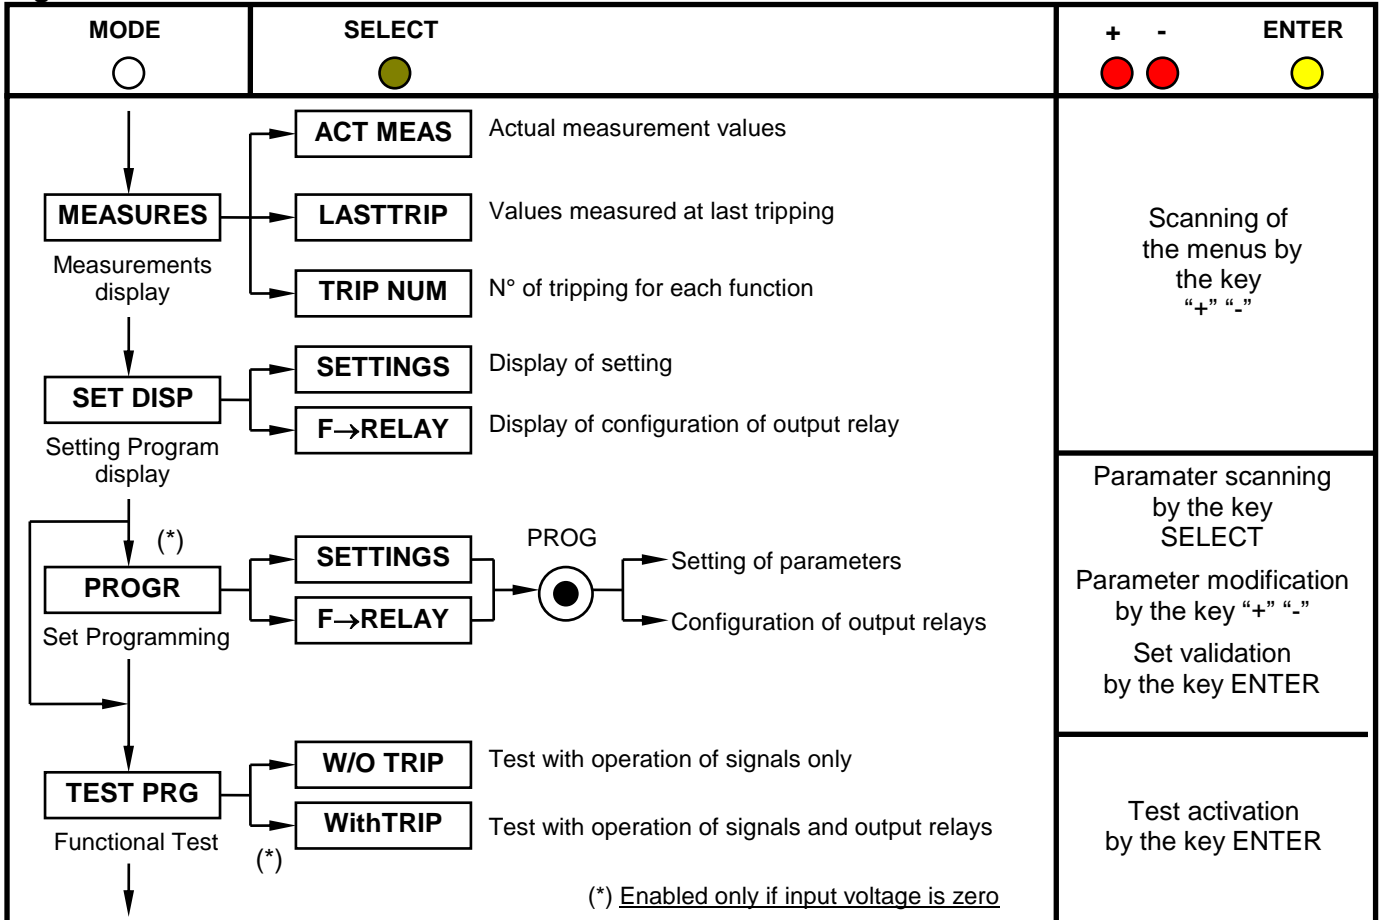 MODE
SELECT
+ -
ENTER
ACT MEAS
Actual measurement values
MEASURES
LASTTRIP
Values measured at last tripping
Measurements
display
TRIP NUM
N° of tripping for each function
Scanning of
the menus by
the key
“+” “-”
SET DISP
SETTINGS
Display of setting
F→RELAY
Display of configuration of output relay
Setting Program
display
(*)
PROGR
Set Programming
SETTINGS
F→RELAY
PROG
Setting of parameters
Configuration of output relays
Paramater scanning
by the key
SELECT
Parameter modification
by the key “+” “-”
Set validation
by the key ENTER
TEST PRG
Functional Test
W/O TRIP
Test with operation of signals only
WithTRIP
Test with operation of signals and output relays
(*)
Test activation
by the key ENTER
(*) Enabled only if input voltage is zero